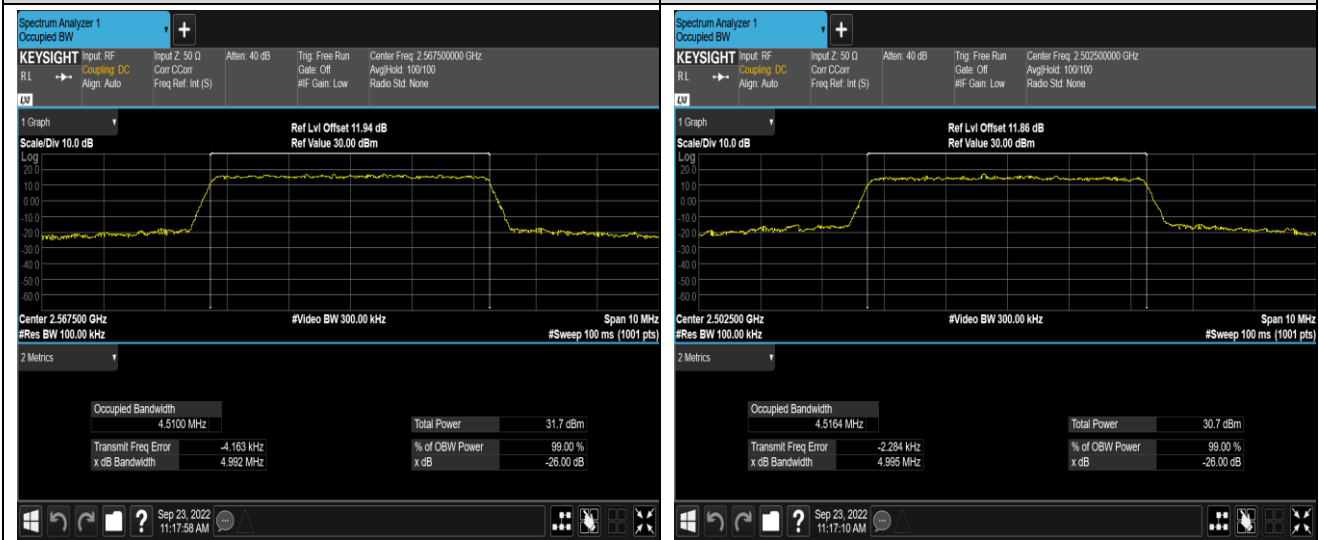 Spectrum Analyzer 1
Occupied BW
KEYSIGHT Input: RF Input Z: 50 Ω Atten: 40 dB Trig: Free Run Center Freq: 2.567500000 GHz
R L Coupling: DC Corr CCorr Gate: Off Avg|Hold: 100/100
Align: Auto Freq Ref: Int (S) #IF Gain: Low Radio Std: None
LXI
1 Graph
Ref Lvl Offset 11.94 dB
Scale/Div 10.0 dB Ref Value 30.00 dBm
Log
20.0
10.0
0.00
-10.0
-20.0
-30.0
-40.0
-50.0
-60.0
Center 2.567500 GHz #Video BW 300.00 kHz Span 10 MHz
#Res BW 100.00 kHz #Sweep 100 ms (1001 pts)
2 Metrics
Occupied Bandwidth
4.5100 MHz Total Power 31.7 dBm
Transmit Freq Error -4.163 kHz % of OBW Power 99.00 %
x dB Bandwidth 4.992 MHz x dB -26.00 dB
Sep 23, 2022
11:17:58 AM
Spectrum Analyzer 1
Occupied BW
KEYSIGHT Input: RF Input Z: 50 Ω Atten: 40 dB Trig: Free Run Center Freq: 2.502500000 GHz
R L Coupling: DC Corr CCorr Gate: Off Avg|Hold: 100/100
Align: Auto Freq Ref: Int (S) #IF Gain: Low Radio Std: None
LXI
1 Graph
Ref Lvl Offset 11.86 dB
Scale/Div 10.0 dB Ref Value 30.00 dBm
Log
20.0
10.0
0.00
-10.0
-20.0
-30.0
-40.0
-50.0
-60.0
Center 2.502500 GHz #Video BW 300.00 kHz Span 10 MHz
#Res BW 100.00 kHz #Sweep 100 ms (1001 pts)
2 Metrics
Occupied Bandwidth
4.5164 MHz Total Power 30.7 dBm
Transmit Freq Error -2.284 kHz % of OBW Power 99.00 %
x dB Bandwidth 4.995 MHz x dB -26.00 dB
Sep 23, 2022
11:17:10 AM